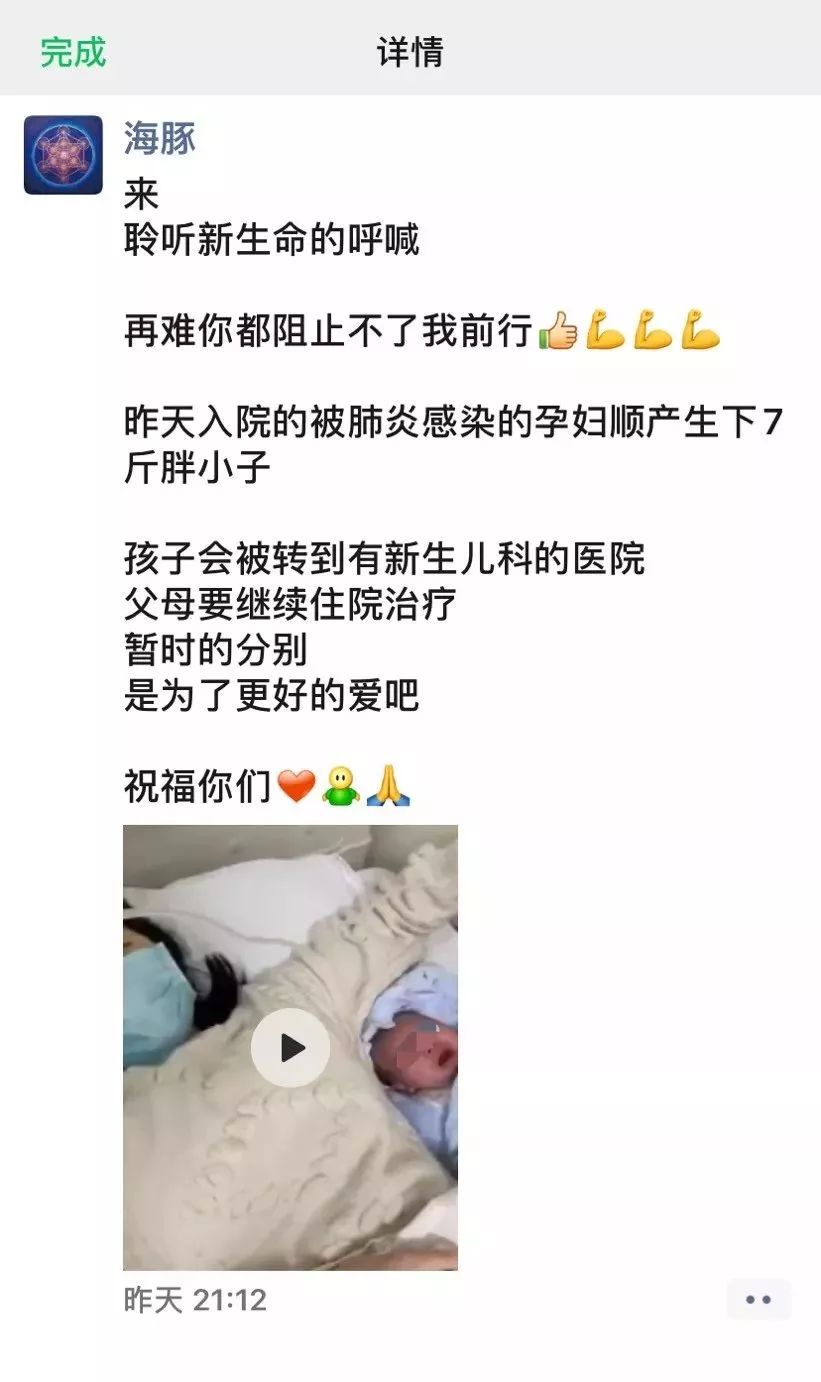 完成
详情
海豚
来
聆听新生命的呼喊
再难你都阻止不了我前行👍💪💪💪
昨天入院的被肺炎感染的孕妇顺产生下7
斤胖小子
孩子会被转到有新生儿科的医院
父母要继续住院治疗
暂时的分别
是为了更好的爱吧
祝福你们❤️🙏
昨天 21:12